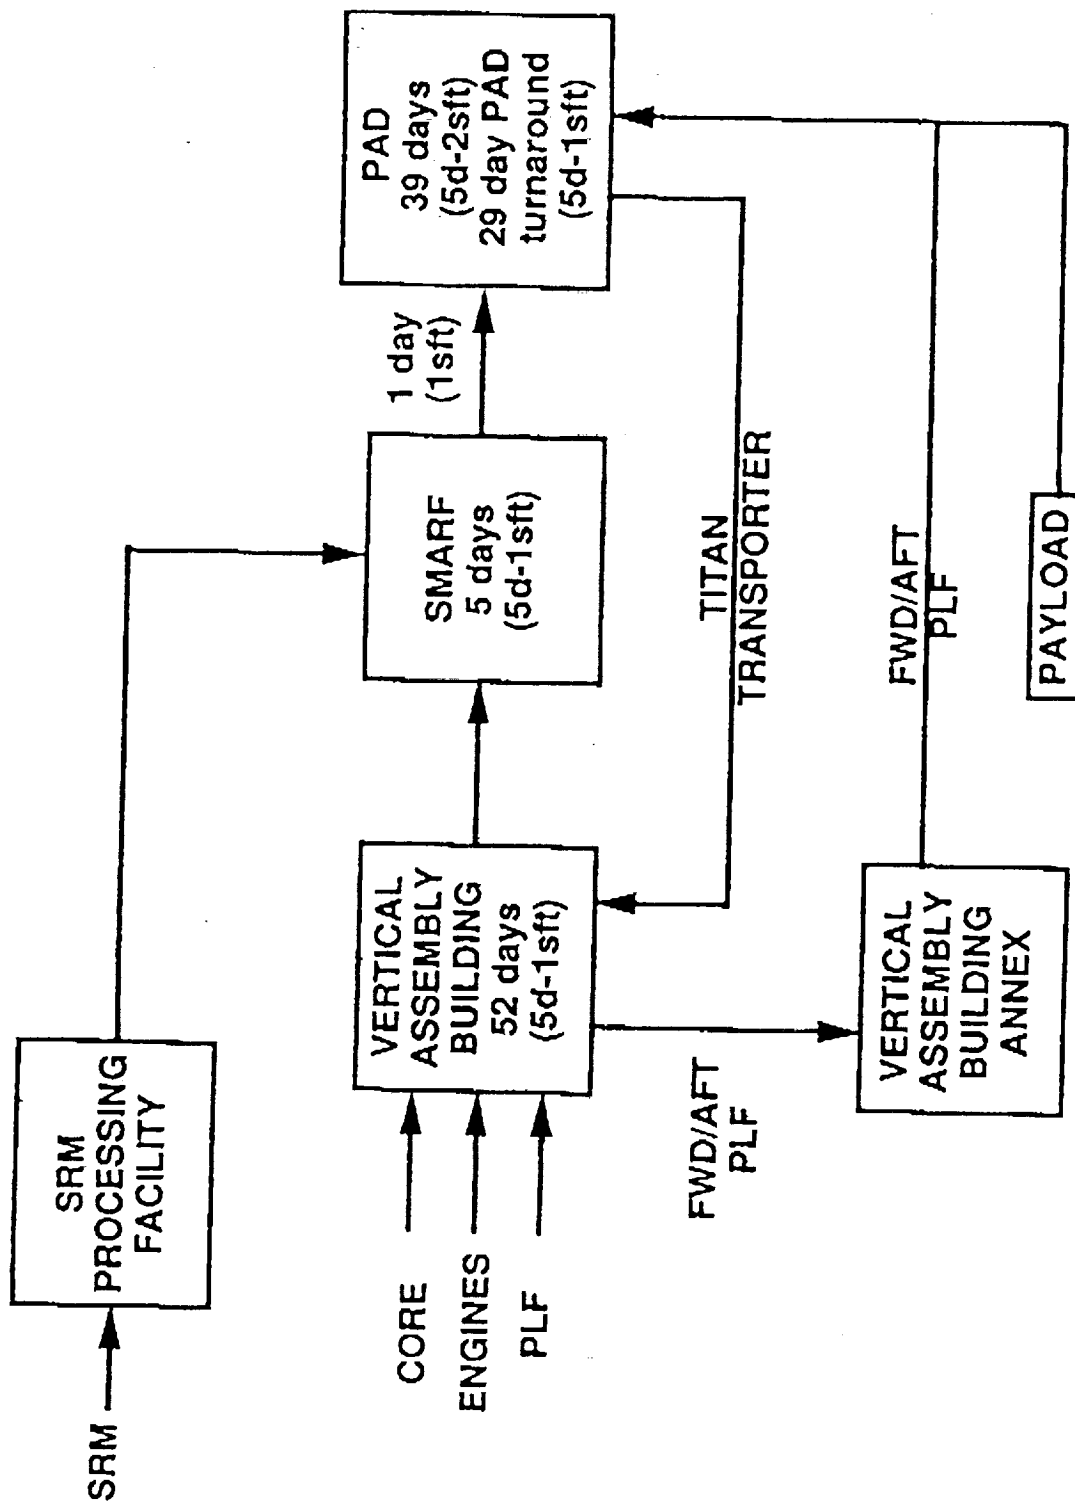 SRM
SRM
PROCESSING
FACILITY
CORE
ENGINES
PLF
VERTICAL
ASSEMBLY
BUILDING
52 days
(5d-1sft)
SMARF
5 days
(5d-1sft)
1 day
(1sft)
PAD
39 days
(5d-2sft)
29 day PAD
turnaround
(5d-1sft)
TITAN
TRANSPORTER
FWD/AFT
PLF
VERTICAL
ASSEMBLY
BUILDING
ANNEX
FWD/AFT
PLF
PAYLOAD